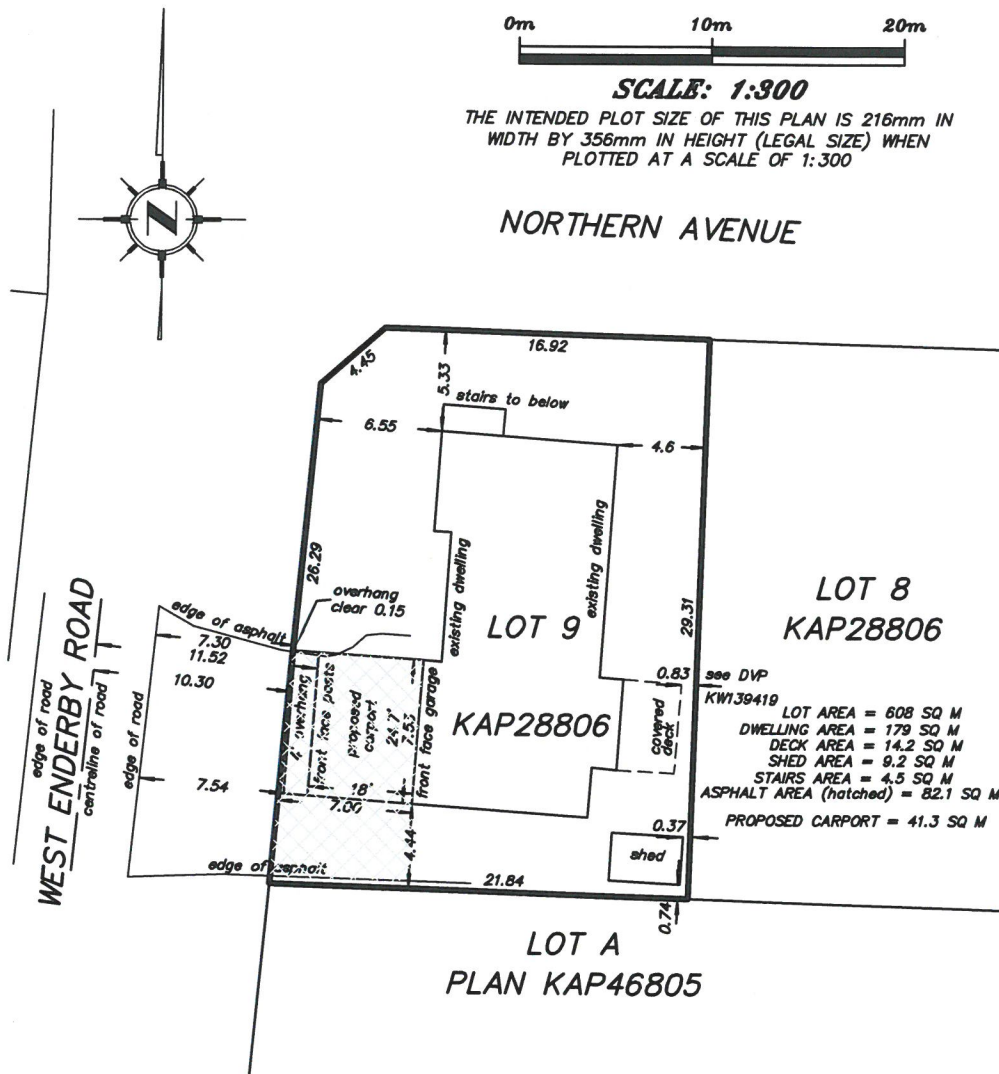 0m 10m 20m
SCALE: 1:300
THE INTENDED PLOT SIZE OF THIS PLAN IS 216mm IN
WIDTH BY 356mm IN HEIGHT (LEGAL SIZE) WHEN
PLOTTED AT A SCALE OF 1:300
N
NORTHERN AVENUE
16.92
4.45
5.33
stairs to below
6.55
4.6
26.29
existing dwelling
existing dwelling
29.31
overhang
clear 0.15
LOT 9
KAP28806
LOT 8
KAP28806
edge of asphalt
7.30
11.52
10.30
7.54
edge of road
WEST ENDERBY ROAD
edge of road
centreline of road
4' overhang
front face posts
proposed
carport
24.7'
7.53
front face garage
18'
7.00
4.44
covered
deck
0.83
see DVP
KW139419
LOT AREA = 608 SQ M
DWELLING AREA = 179 SQ M
DECK AREA = 14.2 SQ M
SHED AREA = 9.2 SQ M
STAIRS AREA = 4.5 SQ M
ASPHALT AREA (hatched) = 82.1 SQ M
PROPOSED CARPORT = 41.3 SQ M
0.37
shed
edge of asphalt
21.84
0.74
LOT A
PLAN KAP46805